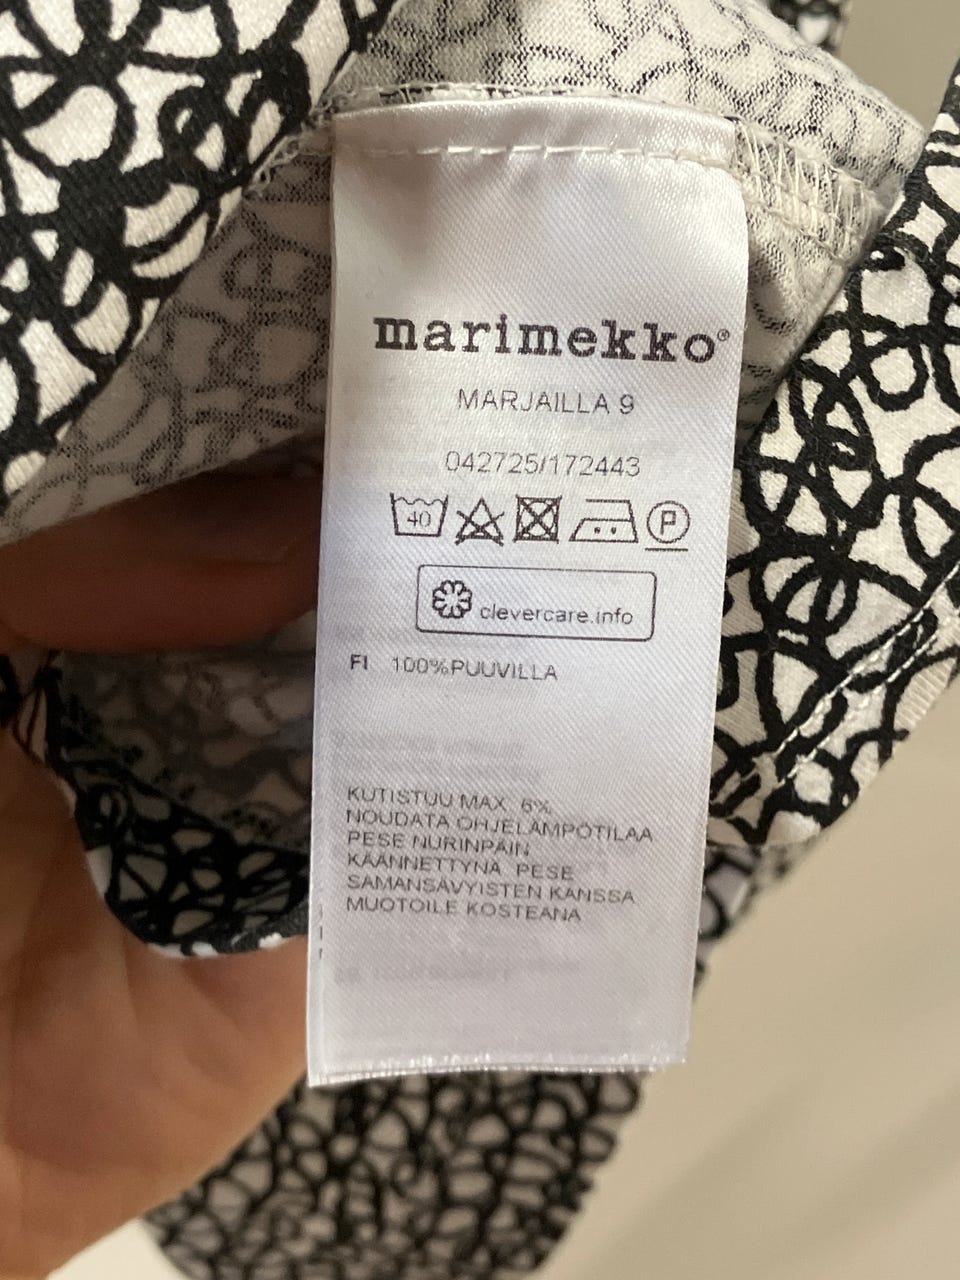 marimekko®
MARJAILLA 9
042725/172443
40
P
clevercare.info
FI 100%PUUVILLA
KUTISTUU MAX 6%
NOUDATA OHJELÄMPÖTILAA
PESE NURINPÄIN
KÄÄNNETTYNÄ PESE
SAMANSÄVYISTEN KANSSA
MUOTOILE KOSTEANA